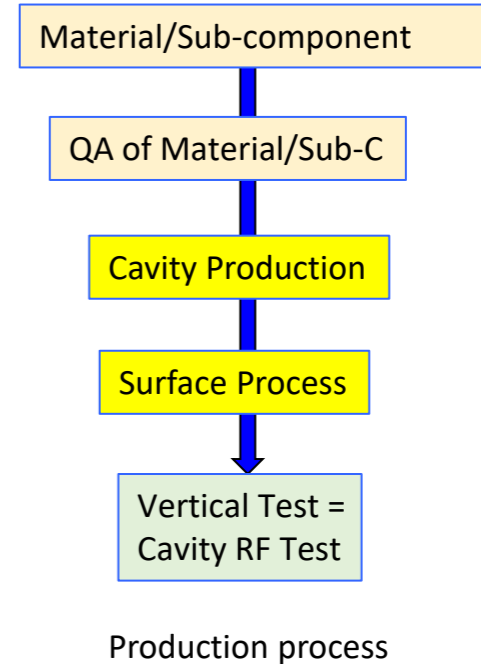 Material/Sub-component
QA of Material/Sub-C
Cavity Production
Surface Process
Vertical Test =
Cavity RF Test
Production process